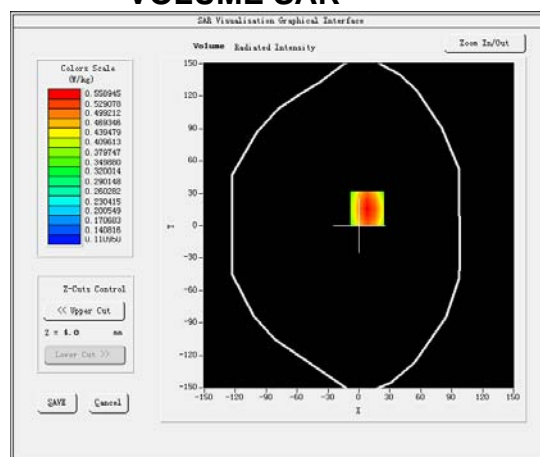 VOLUME SAR
SAR Visualisation Graphical Interface
Volume Radiated Intensity
Zoom In/Out
Colors Scale
(W/kg)
0.550945
0.529078
0.499212
0.469346
0.439479
0.409613
0.379747
0.349880
0.320014
0.290148
0.260282
0.230415
0.200549
0.170683
0.140816
0.110950
Z-Cuts Control
<< Upper Cut
Z = 4.0 mm
Lower Cut >>
SAVE
Cancel
150
120
90
60
30
0
-30
-60
-90
-120
-150
Y
-150 -120 -90 -60 -30 0 30 60 90 120 150
X